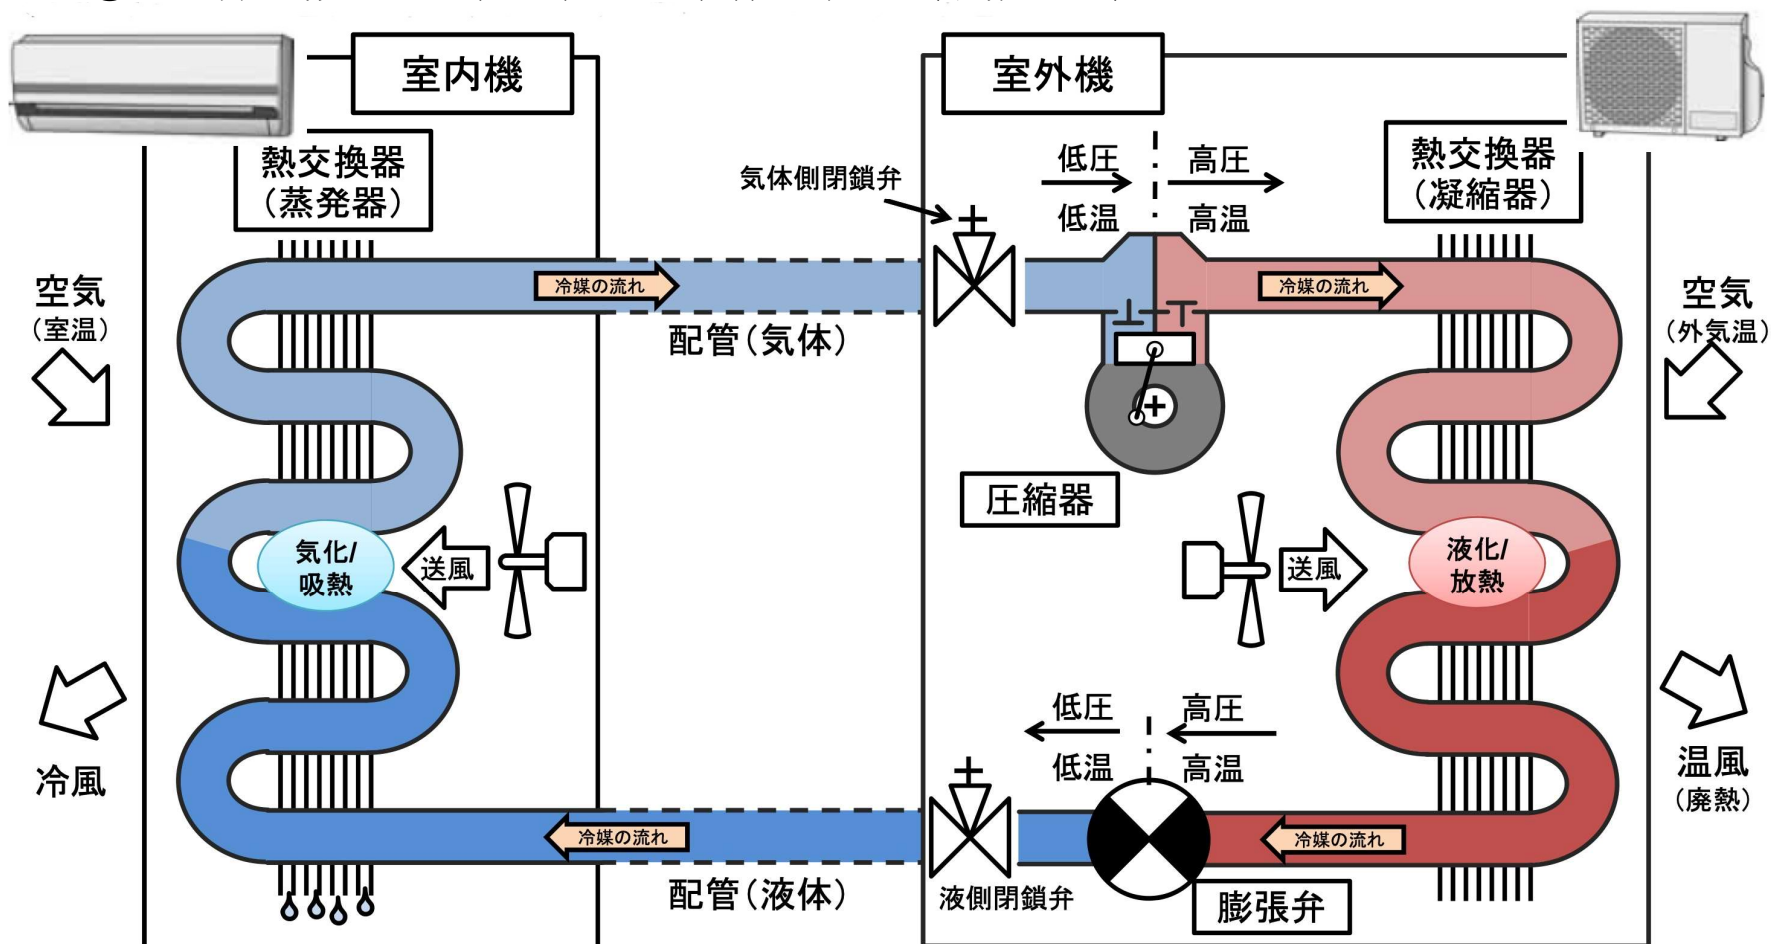 室内機
室外機
熱交換器
(蒸発器)
気体側閉鎖弁
低圧
高圧
低温
高温
熱交換器
(凝縮器)
空気
(室温)
冷媒の流れ
冷媒の流れ
空気
(外気温)
配管(気体)
圧縮器
気化/
吸熱
送風
送風
液化/
放熱
低圧
高圧
低温
高温
冷風
温風
(廃熱)
冷媒の流れ
冷媒の流れ
配管(液体)
液側閉鎖弁
膨張弁